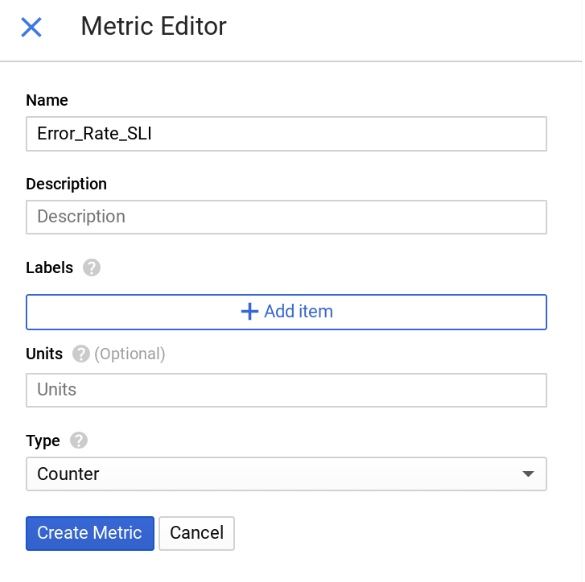 Metric Editor
Name
Error_Rate_SLI
Description
Description
Labels ?
+ Add item
Units ? (Optional)
Units
Type ?
Counter
Create Metric Cancel